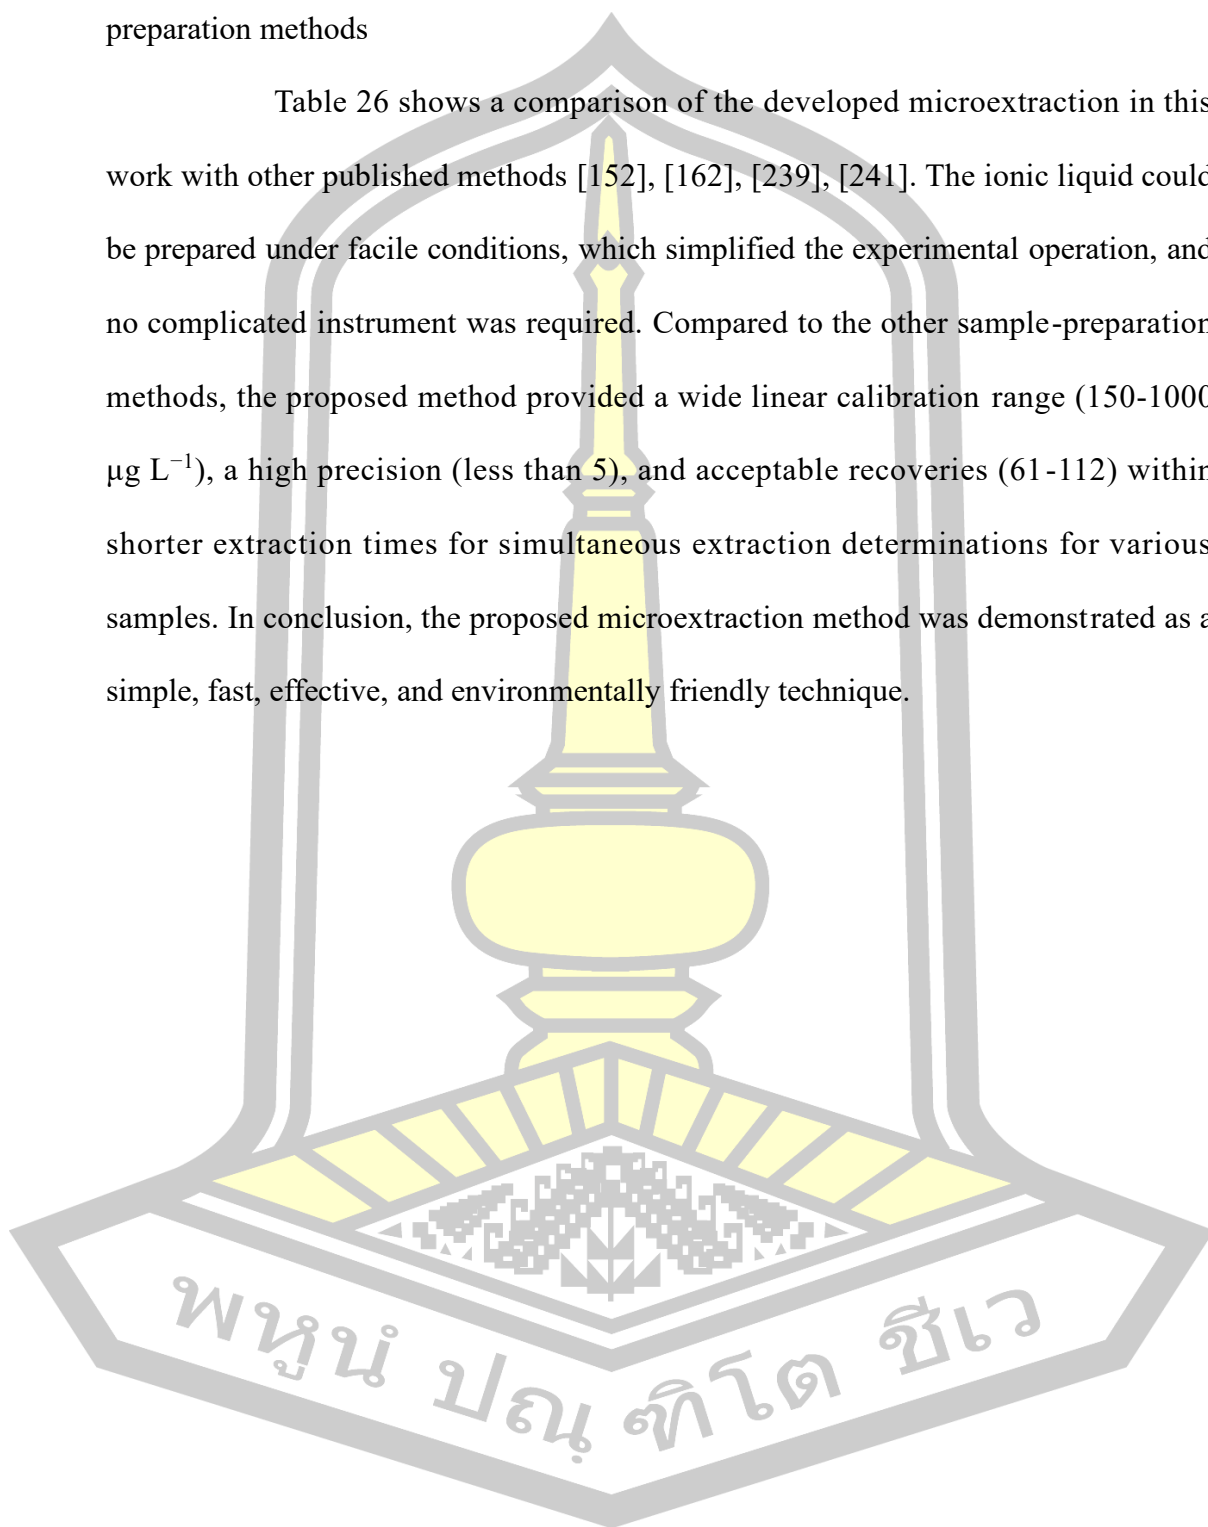 preparation methods
Table 26 shows a comparison of the developed microextraction in this
work with other published methods [152], [162], [239], [241]. The ionic liquid could
be prepared under facile conditions, which simplified the experimental operation, and
no complicated instrument was required. Compared to the other sample-preparation
methods, the proposed method provided a wide linear calibration range (150-1000
µg L⁻¹), a high precision (less than 5), and acceptable recoveries (61-112) within
shorter extraction times for simultaneous extraction determinations for various
samples. In conclusion, the proposed microextraction method was demonstrated as a
simple, fast, effective, and environmentally friendly technique.
พหูนํ ปณฺ ฑิโต ชีเว